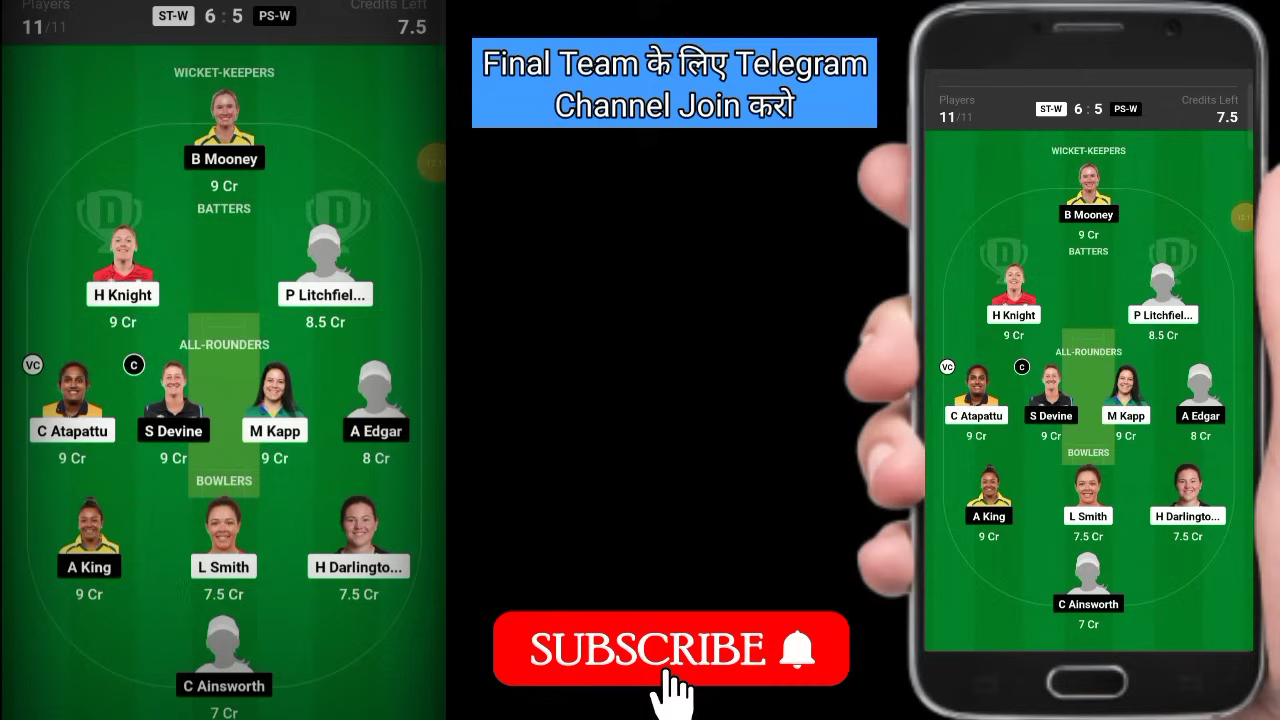 Players
Credits Left
11/11
ST-W 6 : 5 PS-W
7.5
WICKET-KEEPERS
B Mooney
9 Cr
BATTERS
H Knight
P Litchfiel...
9 Cr
8.5 Cr
ALL-ROUNDERS
VC
C
C Atapattu
S Devine
M Kapp
A Edgar
9 Cr
9 Cr
9 Cr
8 Cr
BOWLERS
A King
L Smith
H Darlingto...
9 Cr
7.5 Cr
7.5 Cr
C Ainsworth
7 Cr
Final Team के लिए Telegram
Channel Join करो
SUBSCRIBE
Players
Credits Left
11/11
ST-W 6 : 5 PS-W
7.5
WICKET-KEEPERS
B Mooney
9 Cr
BATTERS
H Knight
P Litchfiel...
9 Cr
8.5 Cr
ALL-ROUNDERS
VC
C
C Atapattu
S Devine
M Kapp
A Edgar
9 Cr
9 Cr
9 Cr
8 Cr
BOWLERS
A King
L Smith
H Darlingto...
9 Cr
7.5 Cr
7.5 Cr
C Ainsworth
7 Cr